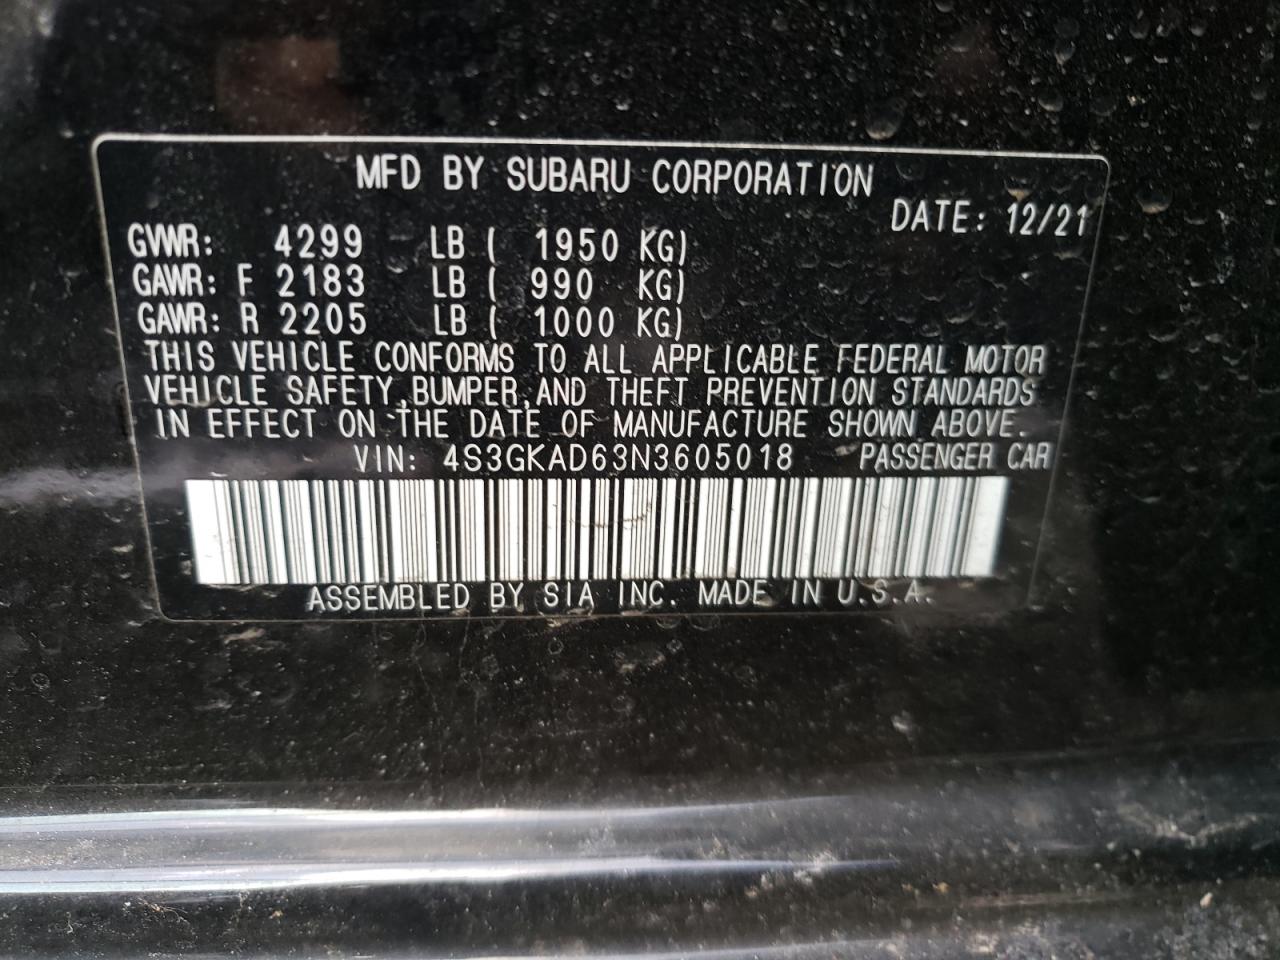 MFD BY SUBARU CORPORATION
DATE: 12/21
GVWR: 4299 LB ( 1950 KG)
GAWR: F 2183 LB ( 990 KG)
GAWR: R 2205 LB ( 1000 KG)
THIS VEHICLE CONFORMS TO ALL APPLICABLE FEDERAL MOTOR
VEHICLE SAFETY,BUMPER,AND THEFT PREVENTION STANDARDS
IN EFFECT ON THE DATE OF MANUFACTURE SHOWN ABOVE.
VIN: 4S3GKAD63N3605018 PASSENGER CAR
ASSEMBLED BY SIA INC. MADE IN U.S.A.